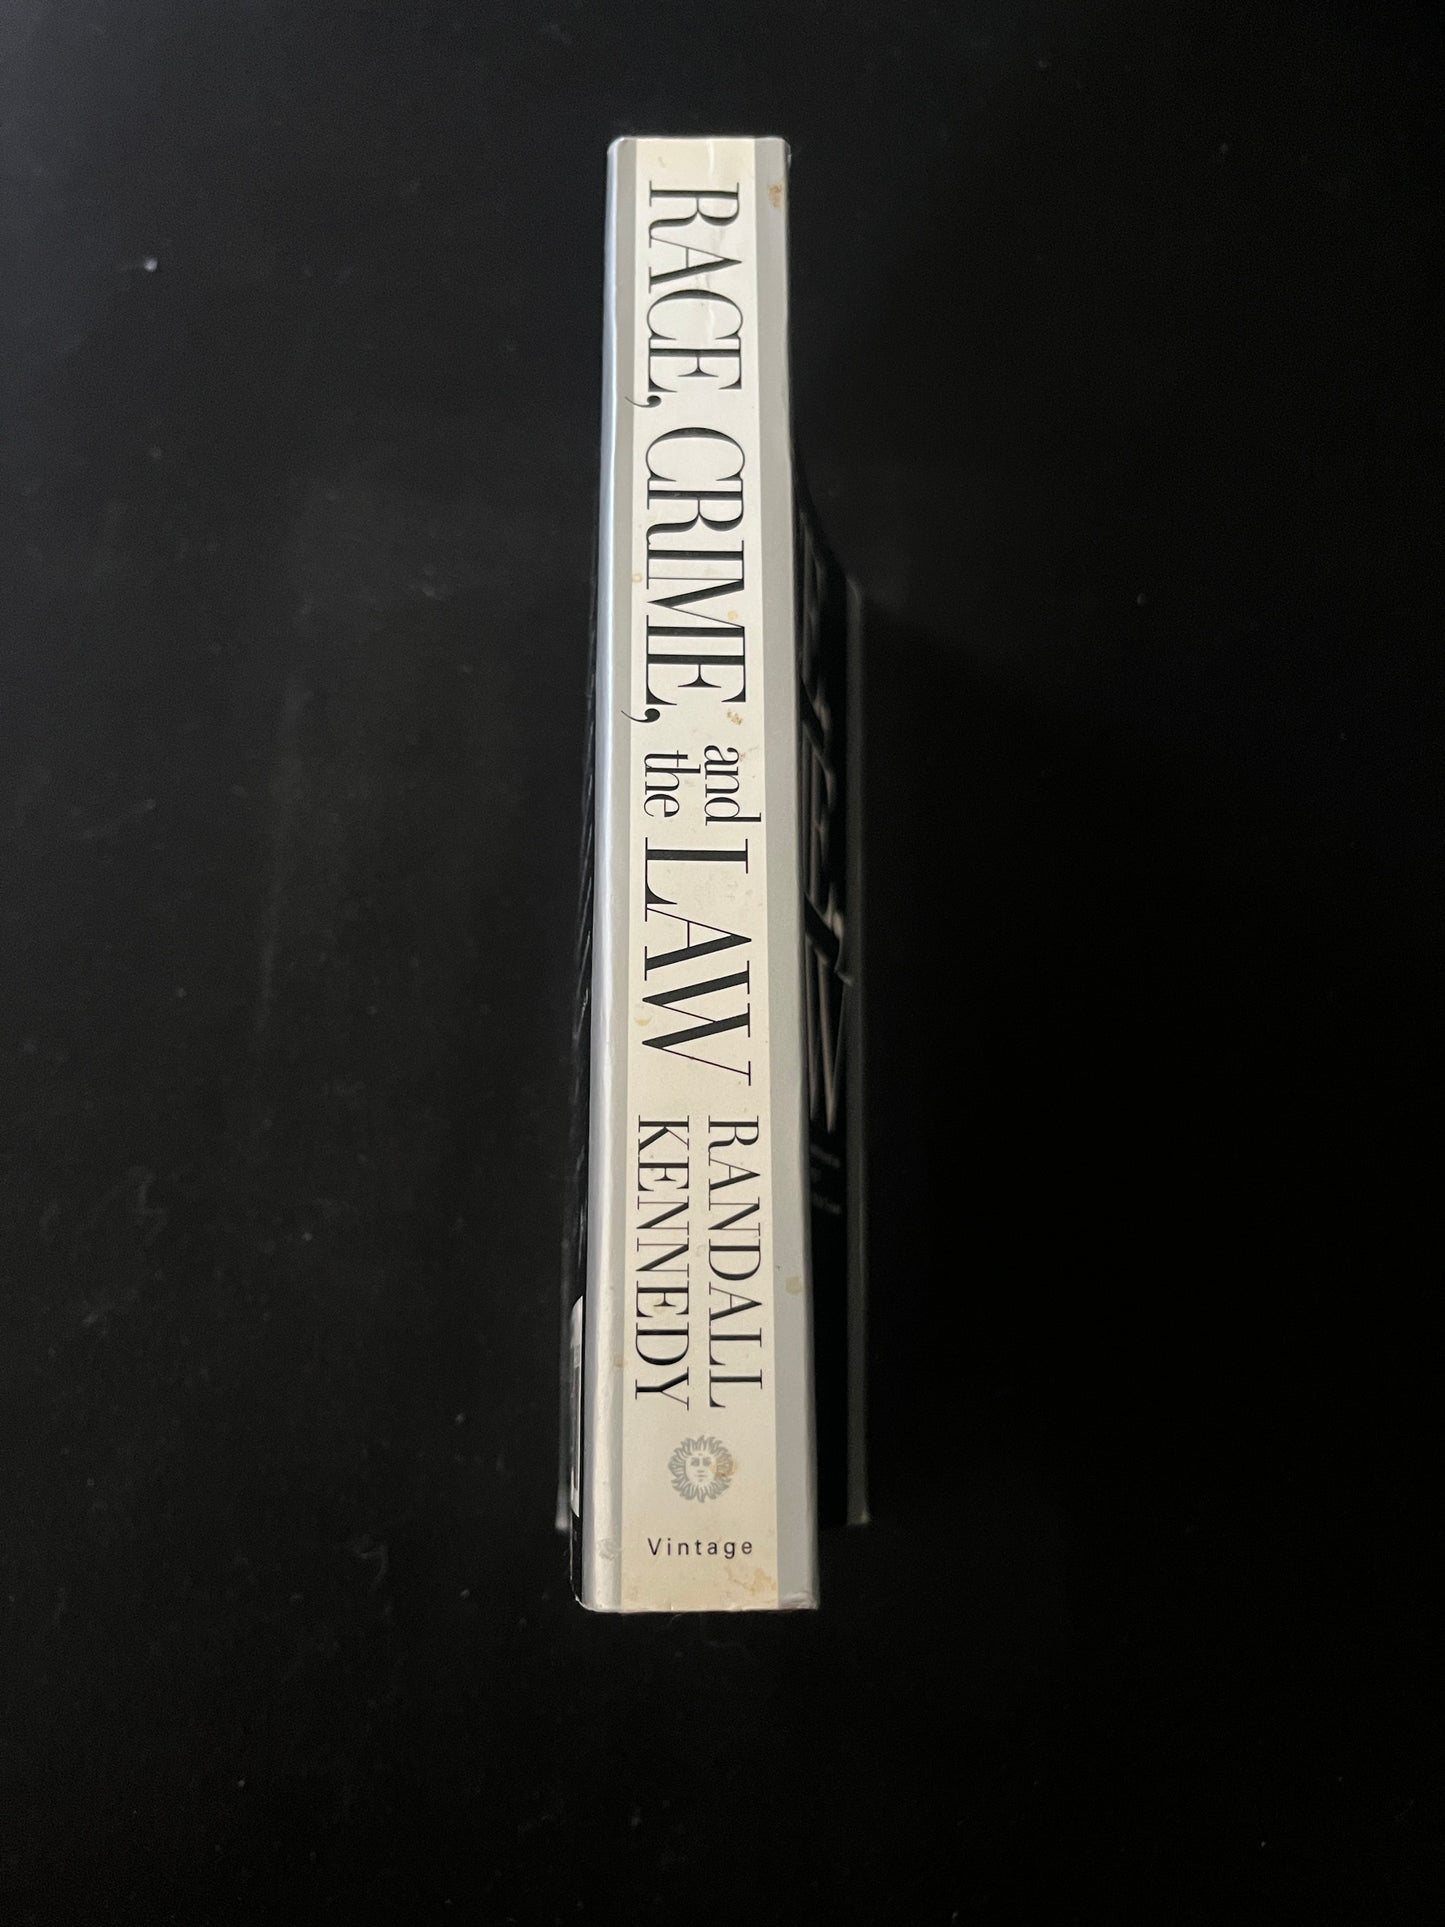 RACE, CRIME, and the LAW
RANDALL
KENNEDY
Vintage